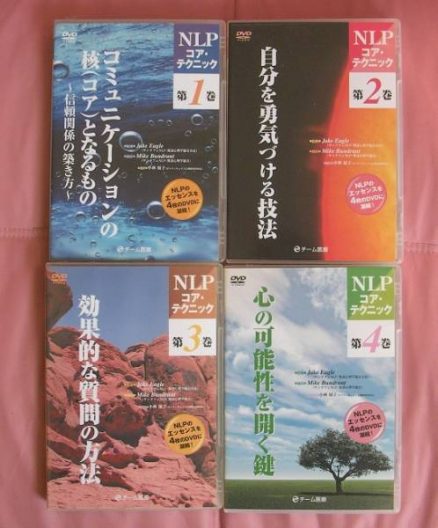 DVD
NLP
コア・
テクニック
第1巻
コミュニケーションの
核(コア)となるもの
~信頼関係の築き方~
Jake Eagle
Mike Bundrant
NLPの
エッセンスを
4枚のDVDに
凝縮!
チーム医療
DVD
NLP
コア・
テクニック
第2巻
自分を勇気づける技法
Jake Eagle
Mike Bundrant
NLPの
エッセンスを
4枚のDVDに
凝縮!
チーム医療
DVD
NLP
コア・
テクニック
第3巻
効果的な質問の方法
Jake Eagle
Mike Bundrant
NLPの
エッセンスを
4枚のDVDに
凝縮!
チーム医療
DVD
NLP
コア・
テクニック
第4巻
心の可能性を開く鍵
Jake Eagle
Mike Bundrant
NLPの
エッセンスを
4枚のDVDに
凝縮!
チーム医療